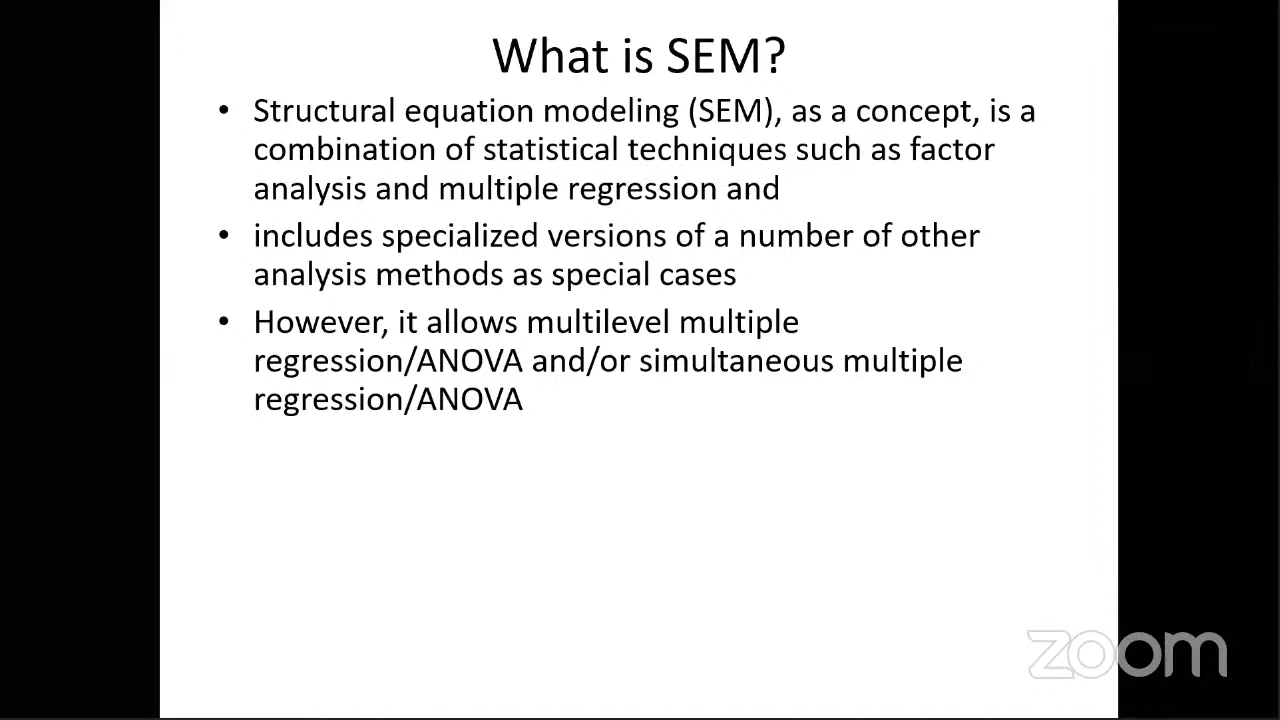 What is SEM?
• Structural equation modeling (SEM), as a concept, is a
combination of statistical techniques such as factor
analysis and multiple regression and
• includes specialized versions of a number of other
analysis methods as special cases
• However, it allows multilevel multiple
regression/ANOVA and/or simultaneous multiple
regression/ANOVA
zoom